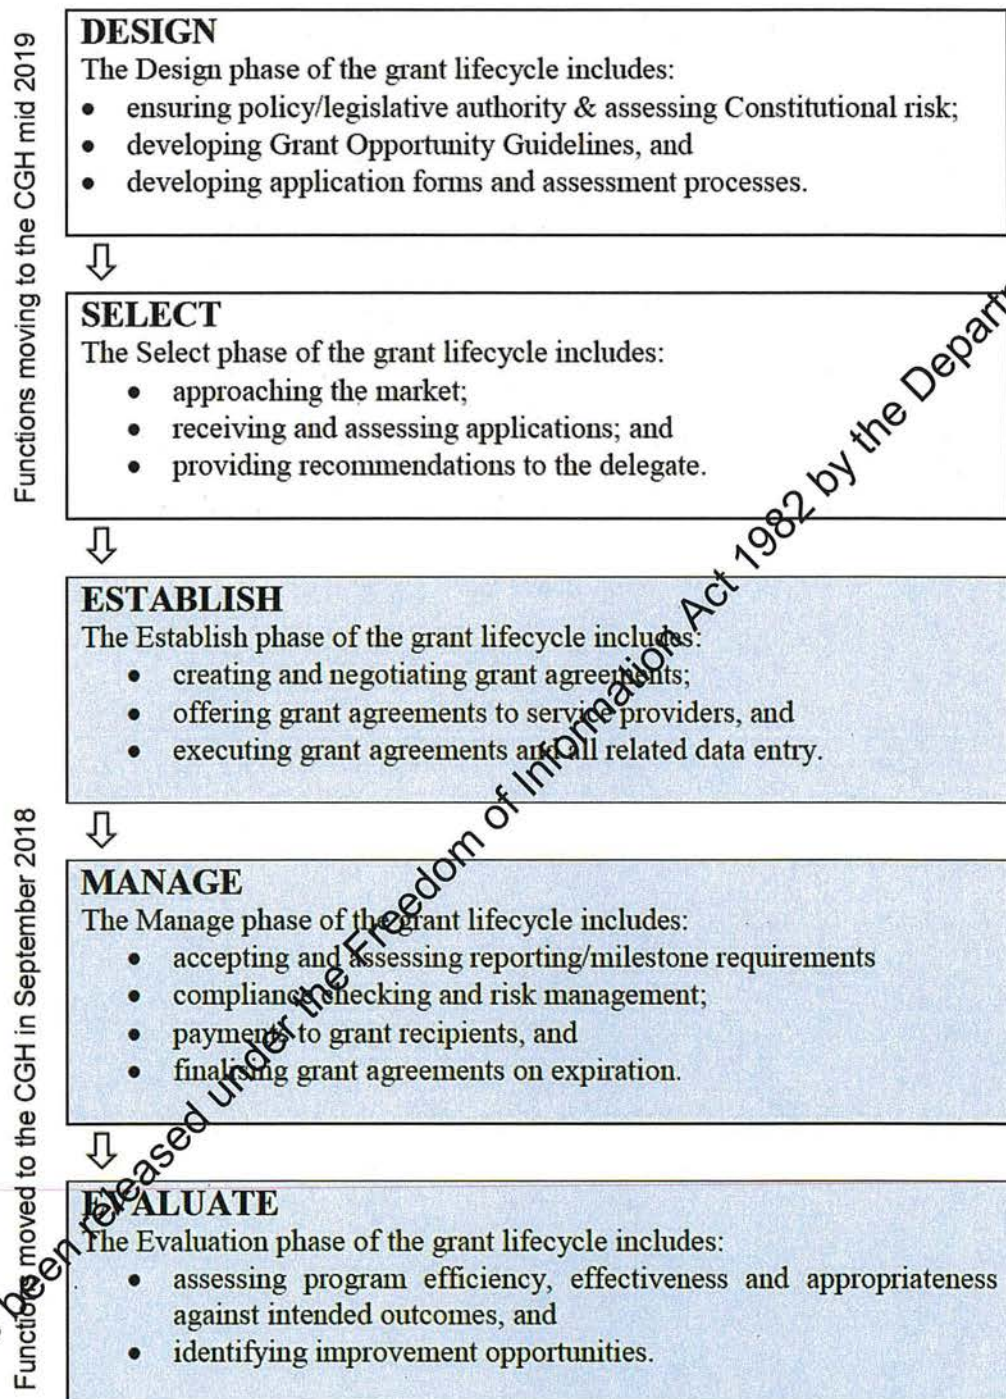 Functions moving to the CGH mid 2019
DESIGN
The Design phase of the grant lifecycle includes:
• ensuring policy/legislative authority & assessing Constitutional risk;
• developing Grant Opportunity Guidelines, and
• developing application forms and assessment processes.
SELECT
The Select phase of the grant lifecycle includes:
• approaching the market;
• receiving and assessing applications; and
• providing recommendations to the delegate.
ESTABLISH
The Establish phase of the grant lifecycle includes:
• creating and negotiating grant agreements;
• offering grant agreements to service providers, and
• executing grant agreements and all related data entry.
Functions moved to the CGH in September 2018
MANAGE
The Manage phase of the grant lifecycle includes:
• accepting and assessing reporting/milestone requirements
• compliance checking and risk management;
• payments to grant recipients, and
• finalising grant agreements on expiration.
EVALUATE
The Evaluation phase of the grant lifecycle includes:
• assessing program efficiency, effectiveness and appropriateness
against intended outcomes, and
• identifying improvement opportunities.
been released under the Freedom of Information Act 1982 by the Depart